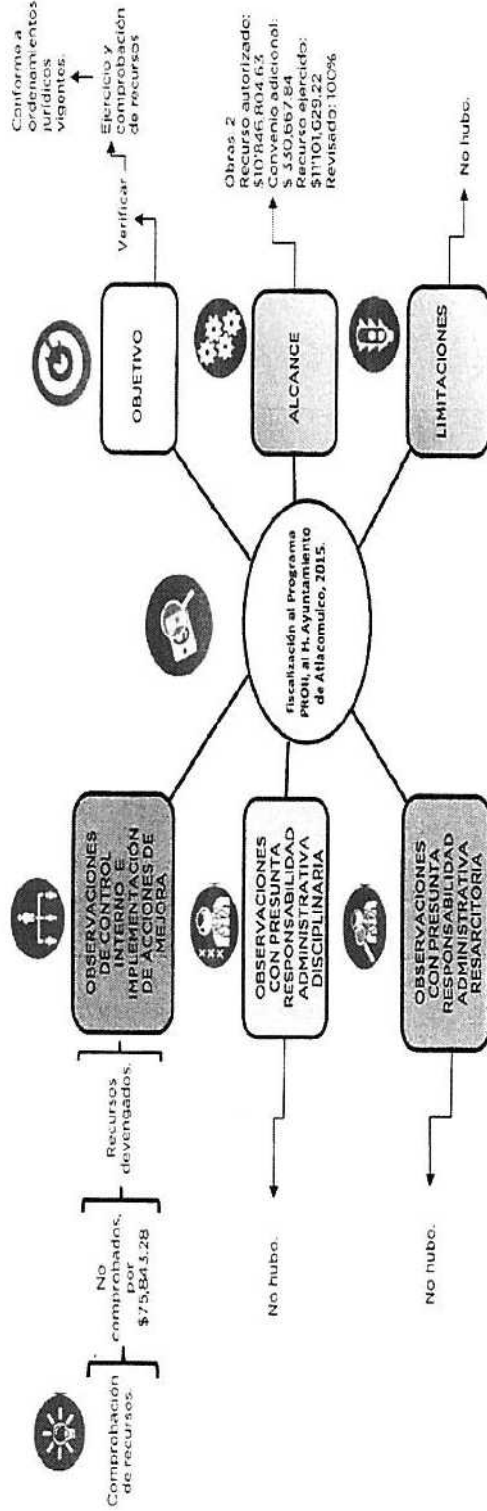 Fiscalización al Programa
PROII, al H. Ayuntamiento
de Atlacomulco, 2015.
OBJETIVO
Verificar
Ejercicio y
comprobación
de recursos
Conforme a
ordenamientos
jurídicos
vigentes.
ALCANCE
Obras: 2
Recurso autorizado:
$10'846,804.63
Convenio adicional:
$ 330,667.84
Recurso ejercido:
$11'101,629.22
Revisado: 100%
LIMITACIONES
No hubo.
OBSERVACIONES
DE CONTROL
INTERNO E
IMPLEMENTACIÓN
DE ACCIONES DE
MEJORA
Recursos
devengados.
No
comprobados,
por
$75,843.28
Comprobación
de recursos.
OBSERVACIONES
CON PRESUNTA
RESPONSABILIDAD
ADMINISTRATIVA
DISCIPLINARIA
No hubo.
OBSERVACIONES
CON PRESUNTA
RESPONSABILIDAD
ADMINISTRATIVA
RESARCITORIA
No hubo.